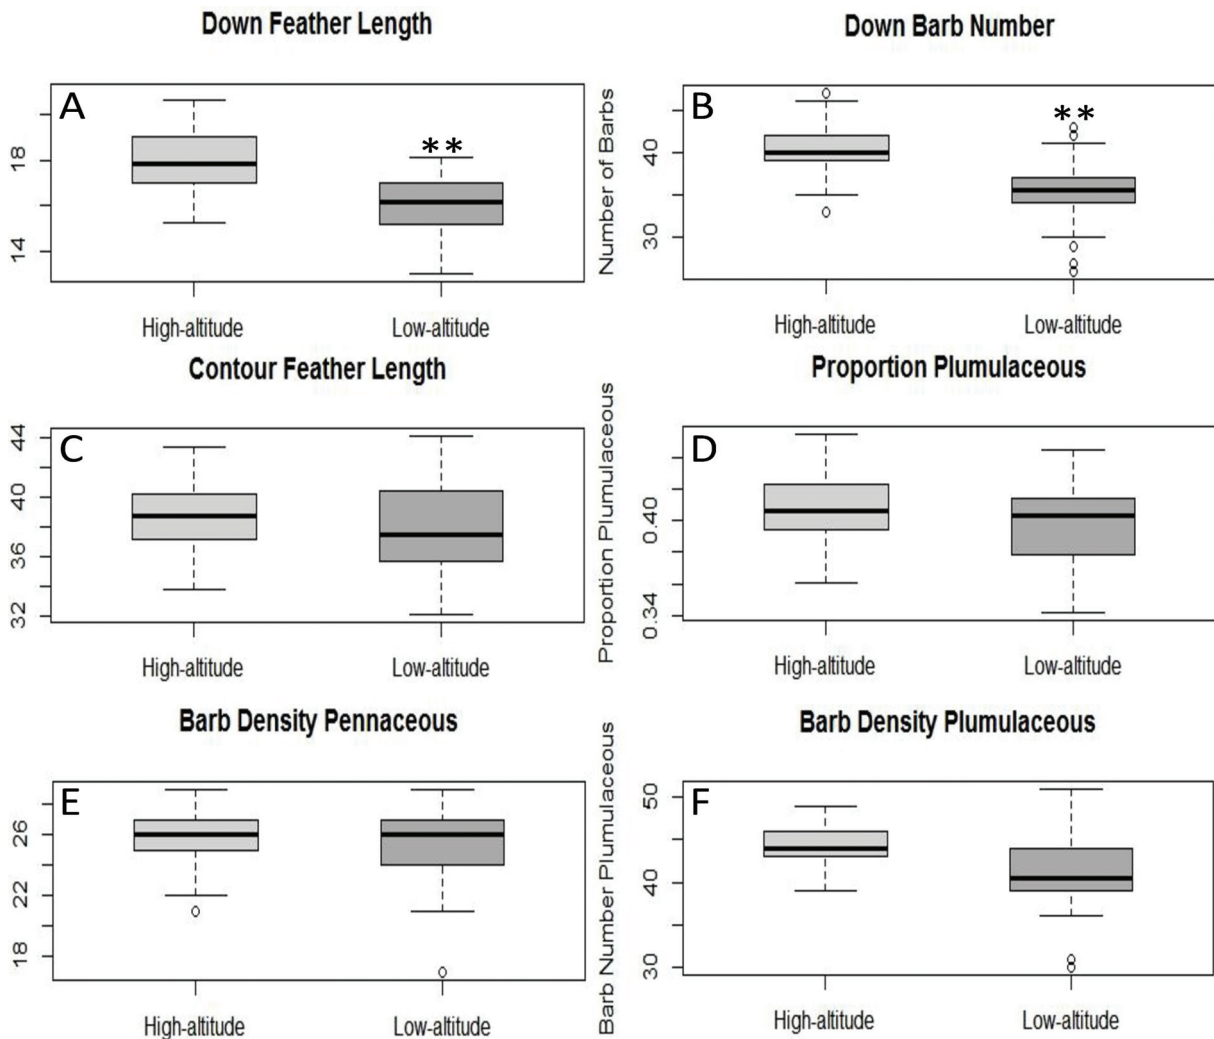 Down Feather Length
Down Barb Number
A
**
18
14
High-altitude
Low-altitude
Number of Barbs
B
**
40
30
High-altitude
Low-altitude
Contour Feather Length
Proportion Plumulaceous
C
44
40
36
32
High-altitude
Low-altitude
Proportion Plumulaceous
D
0.40
0.34
High-altitude
Low-altitude
Barb Density Pennaceous
Barb Density Plumulaceous
E
26
22
18
High-altitude
Low-altitude
Barb Number Plumulaceous
F
50
40
30
High-altitude
Low-altitude